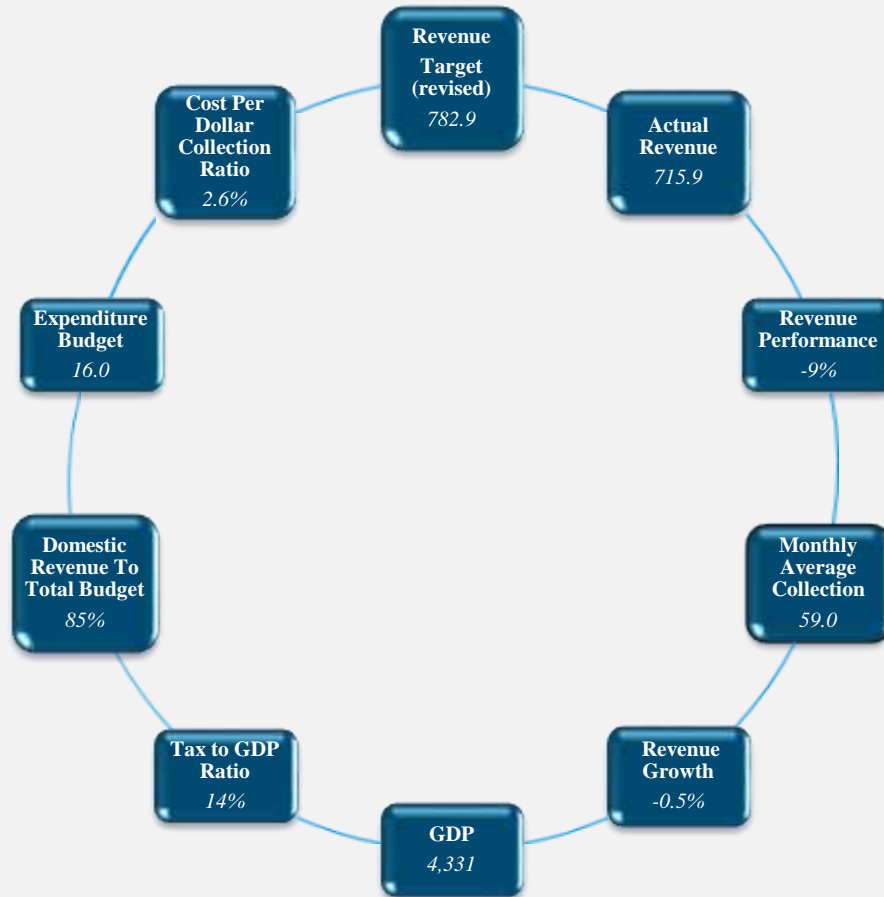 Revenue
Target
(revised)
782.9
Actual
Revenue
715.9
Revenue
Performance
-9%
Monthly
Average
Collection
59.0
Revenue
Growth
-0.5%
GDP
4,331
Tax to GDP
Ratio
14%
Domestic
Revenue To
Total Budget
85%
Expenditure
Budget
16.0
Cost Per
Dollar
Collection
Ratio
2.6%